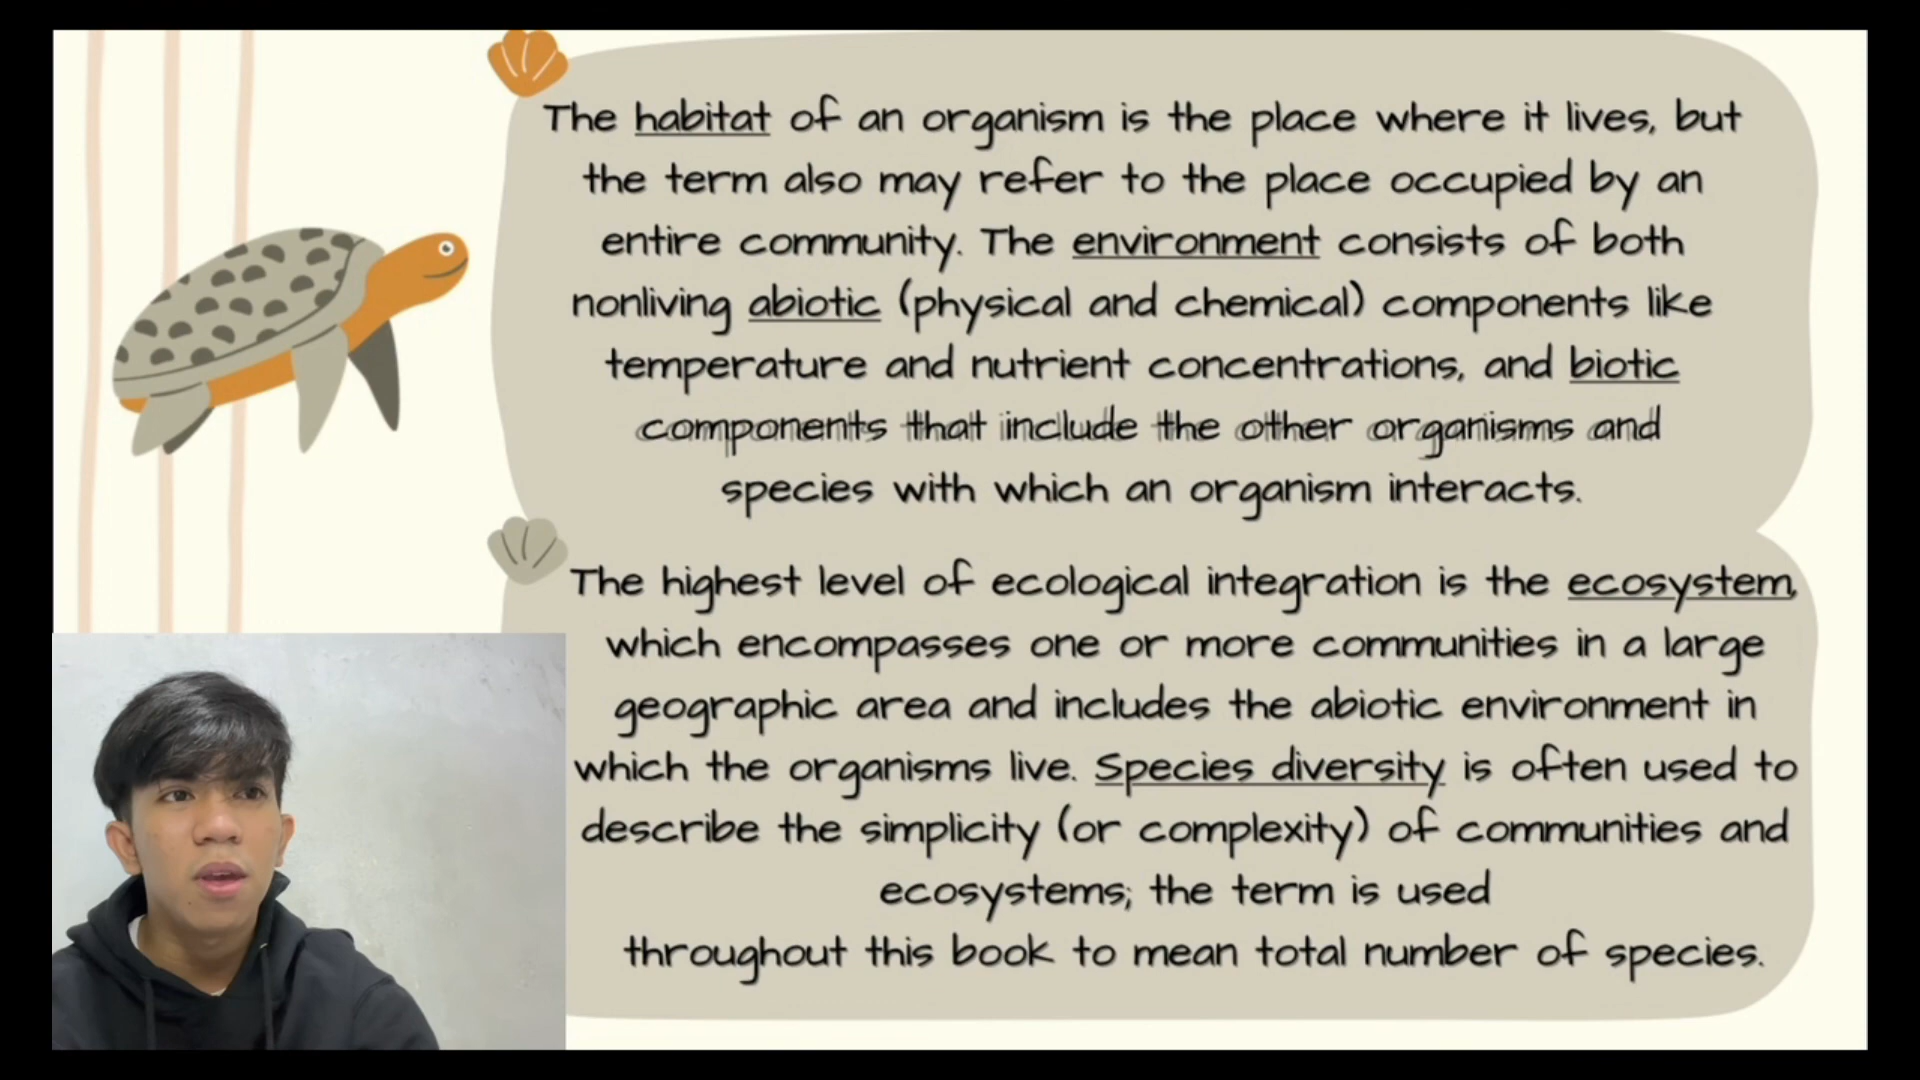 The habitat of an organism is the place where it lives, but
the term also may refer to the place occupied by an
entire community. The environment consists of both
nonliving abiotic (physical and chemical) components like
temperature and nutrient concentrations, and biotic
components that include the other organisms and
species with which an organism interacts.
The highest level of ecological integration is the ecosystem,
which encompasses one or more communities in a large
geographic area and includes the abiotic environment in
which the organisms live. Species diversity is often used to
describe the simplicity (or complexity) of communities and
ecosystems; the term is used
throughout this book to mean total number of species.